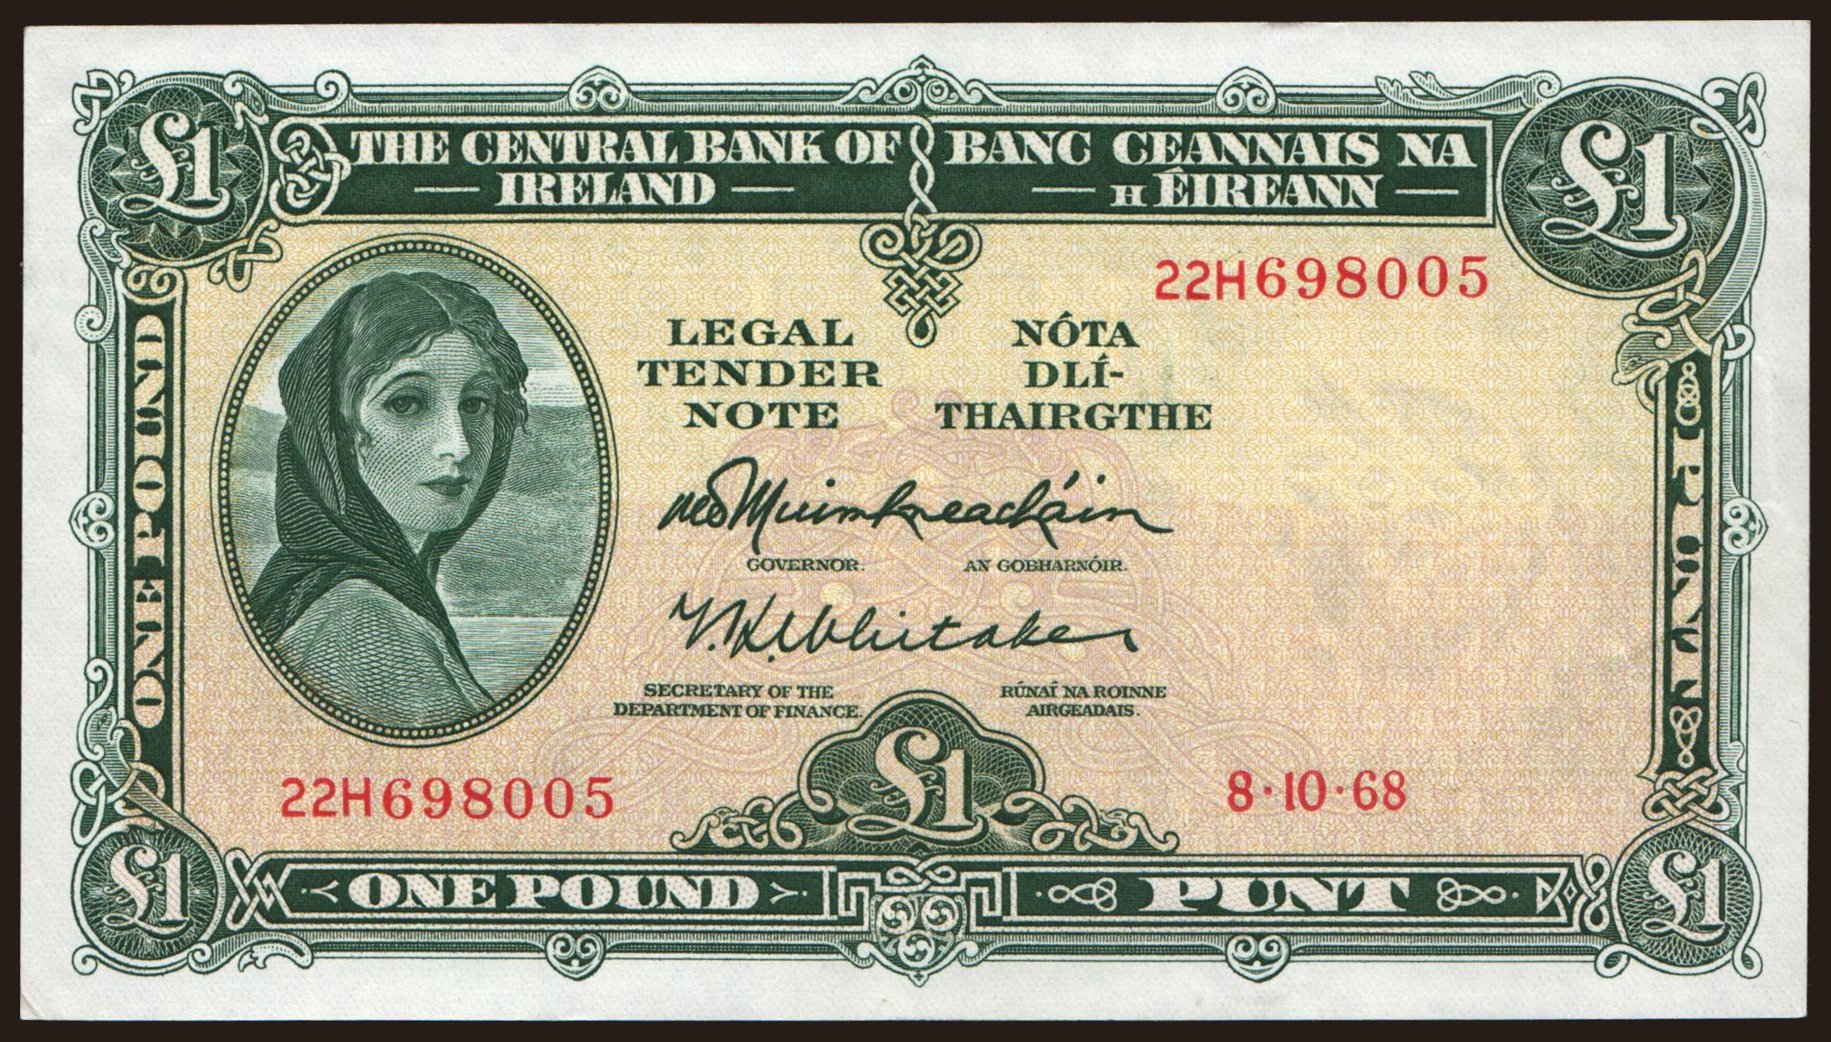 £1
£1
THE CENTRAL BANK OF
IRELAND
BANC CEANNAIS NA
H ÉIREANN
22H698005
LEGAL
TENDER
NOTE
NÓTA
DLÍ-
THAIRGTHE
GOVERNOR.
AN GOBHARNÓIR.
T. K. Whitaker
SECRETARY OF THE
DEPARTMENT OF FINANCE.
RÚNAÍ NA ROINNE
AIRGEADAIS.
ONE POUND
PUNT
22H698005
£1
8·10·68
£1
ONE POUND
PUNT
£1